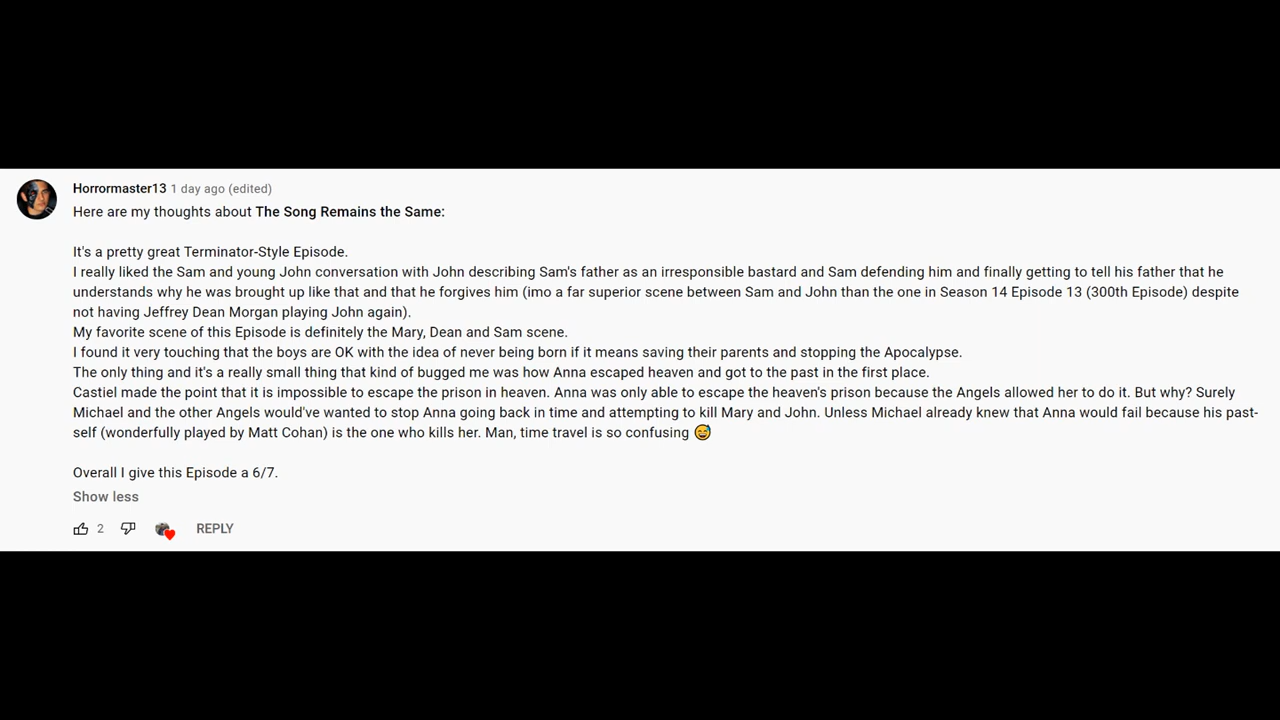 Horrormaster13 1 day ago (edited)
Here are my thoughts about The Song Remains the Same:
It's a pretty great Terminator-Style Episode.
I really liked the Sam and young John conversation with John describing Sam's father as an irresponsible bastard and Sam defending him and finally getting to tell his father that he
understands why he was brought up like that and that he forgives him (imo a far superior scene between Sam and John than the one in Season 14 Episode 13 (300th Episode) despite
not having Jeffrey Dean Morgan playing John again).
My favorite scene of this Episode is definitely the Mary, Dean and Sam scene.
I found it very touching that the boys are OK with the idea of never being born if it means saving their parents and stopping the Apocalypse.
The only thing and it's a really small thing that kind of bugged me was how Anna escaped heaven and got to the past in the first place.
Castiel made the point that it is impossible to escape the prison in heaven. Anna was only able to escape the heaven's prison because the Angels allowed her to do it. But why? Surely
Michael and the other Angels would've wanted to stop Anna going back in time and attempting to kill Mary and John. Unless Michael already knew that Anna would fail because his past-
self (wonderfully played by Matt Cohan) is the one who kills her. Man, time travel is so confusing 😅
Overall I give this Episode a 6/7.
Show less
2 REPLY